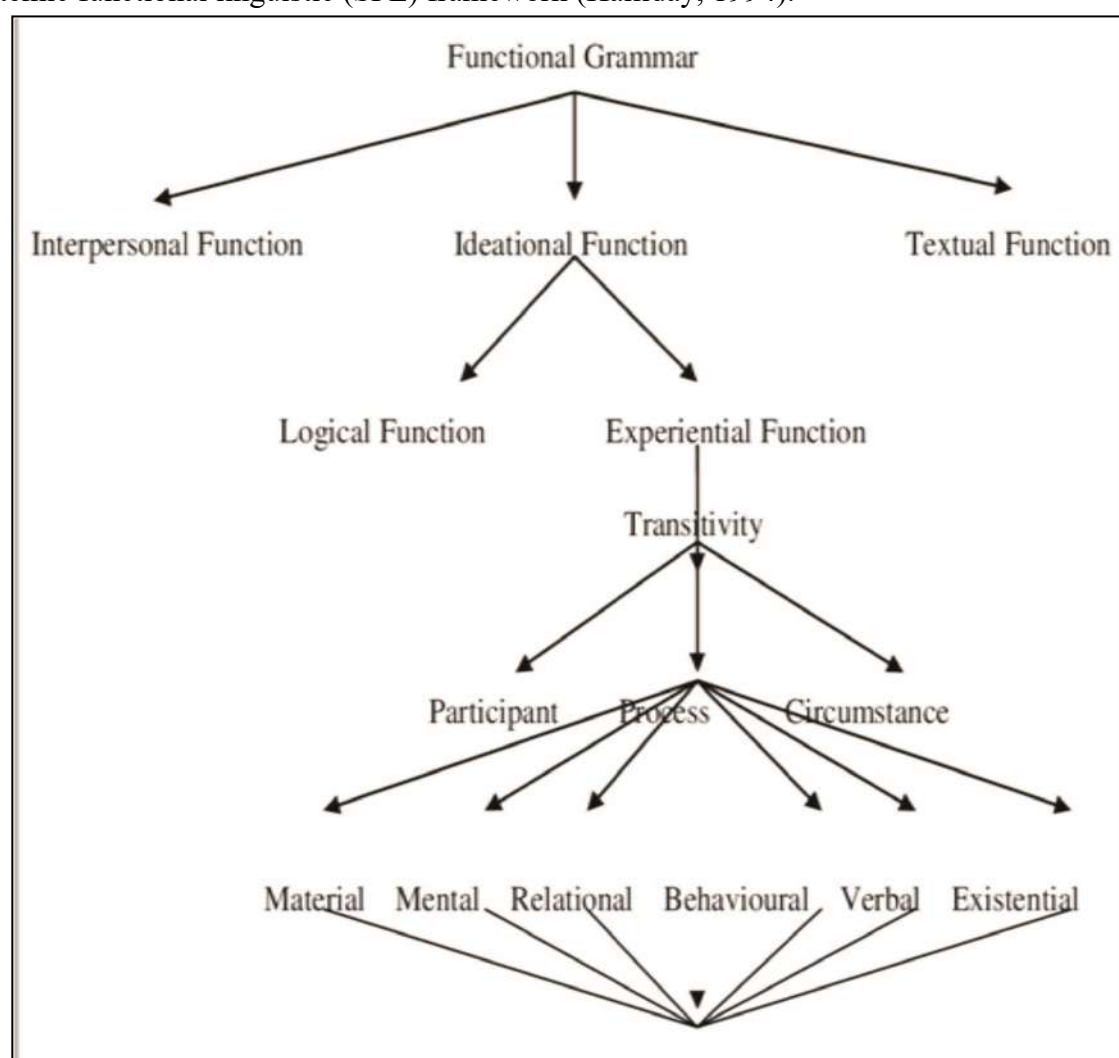 Functional Grammar
Interpersonal Function Ideational Function Textual Function
Logical Function Experiential Function
Transitivity
Participant Process Circumstance
Material Mental Relational Behavioural Verbal Existential